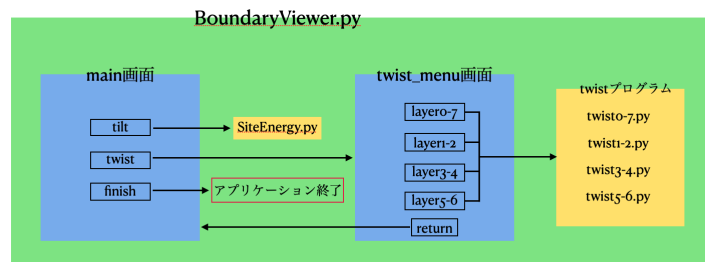 BoundaryViewer.py
main画面
tilt
SiteEnergy.py
twist
finish
アプリケーション終了
twist_menu画面
layer0-7
layer1-2
layer3-4
layer5-6
return
twistプログラム
twist0-7.py
twist1-2.py
twist3-4.py
twist5-6.py